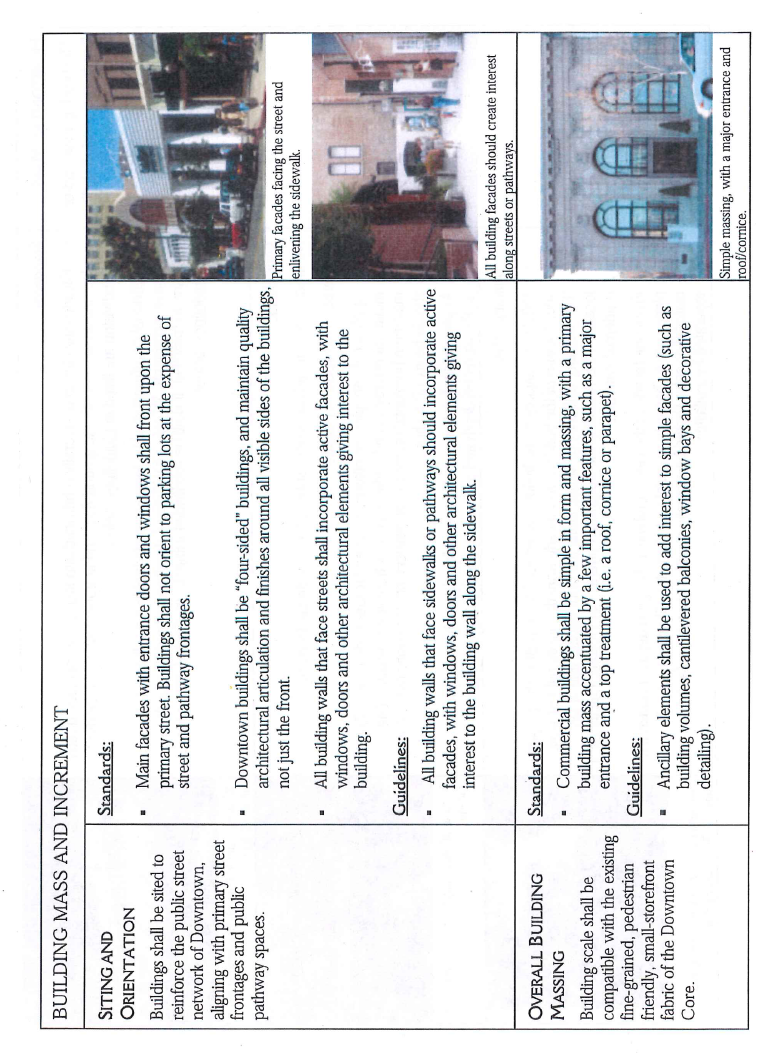 BUILDING MASS AND INCREMENT
SITING AND
ORIENTATION
Buildings shall be sited to
reinforce the public street
network of Downtown,
aligning with primary street
frontages and public
pathway spaces.
Standards:
▪ Main facades with entrance doors and windows shall front upon the
primary street. Buildings shall not orient to parking lots at the expense of
street and pathway frontages.
▪ Downtown buildings shall be "four-sided" buildings, and maintain quality
architectural articulation and finishes around all visible sides of the buildings,
not just the front.
▪ All building walls that face streets shall incorporate active facades, with
windows, doors and other architectural elements giving interest to the
building.
Guidelines:
▪ All building walls that face sidewalks or pathways should incorporate active
facades, with windows, doors and other architectural elements giving
interest to the building wall along the sidewalk.
Primary facades facing the street and
enlivening the sidewalk.
All building facades should create interest
along streets or pathways.
OVERALL BUILDING
MASSING
Building scale shall be
compatible with the existing
fine-grained, pedestrian
friendly, small-storefront
fabric of the Downtown
Core.
Standards:
▪ Commercial buildings shall be simple in form and massing, with a primary
building mass accentuated by a few important features, such as a major
entrance and a top treatment (i.e. a roof, cornice or parapet).
Guidelines:
▪ Ancillary elements shall be used to add interest to simple facades (such as
building volumes, cantilevered balconies, window bays and decorative
detailing).
Simple massing, with a major entrance and
roof/cornice.